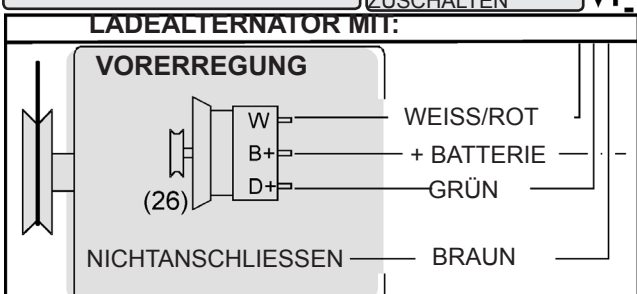 ZUSCHALTEN
LADEALTERNATOR MIT:
VORERREGUNG
W WEISS/ROT
B+ + BATTERIE
D+ GRÜN
(26)
NICHTANSCHLIESSEN BRAUN